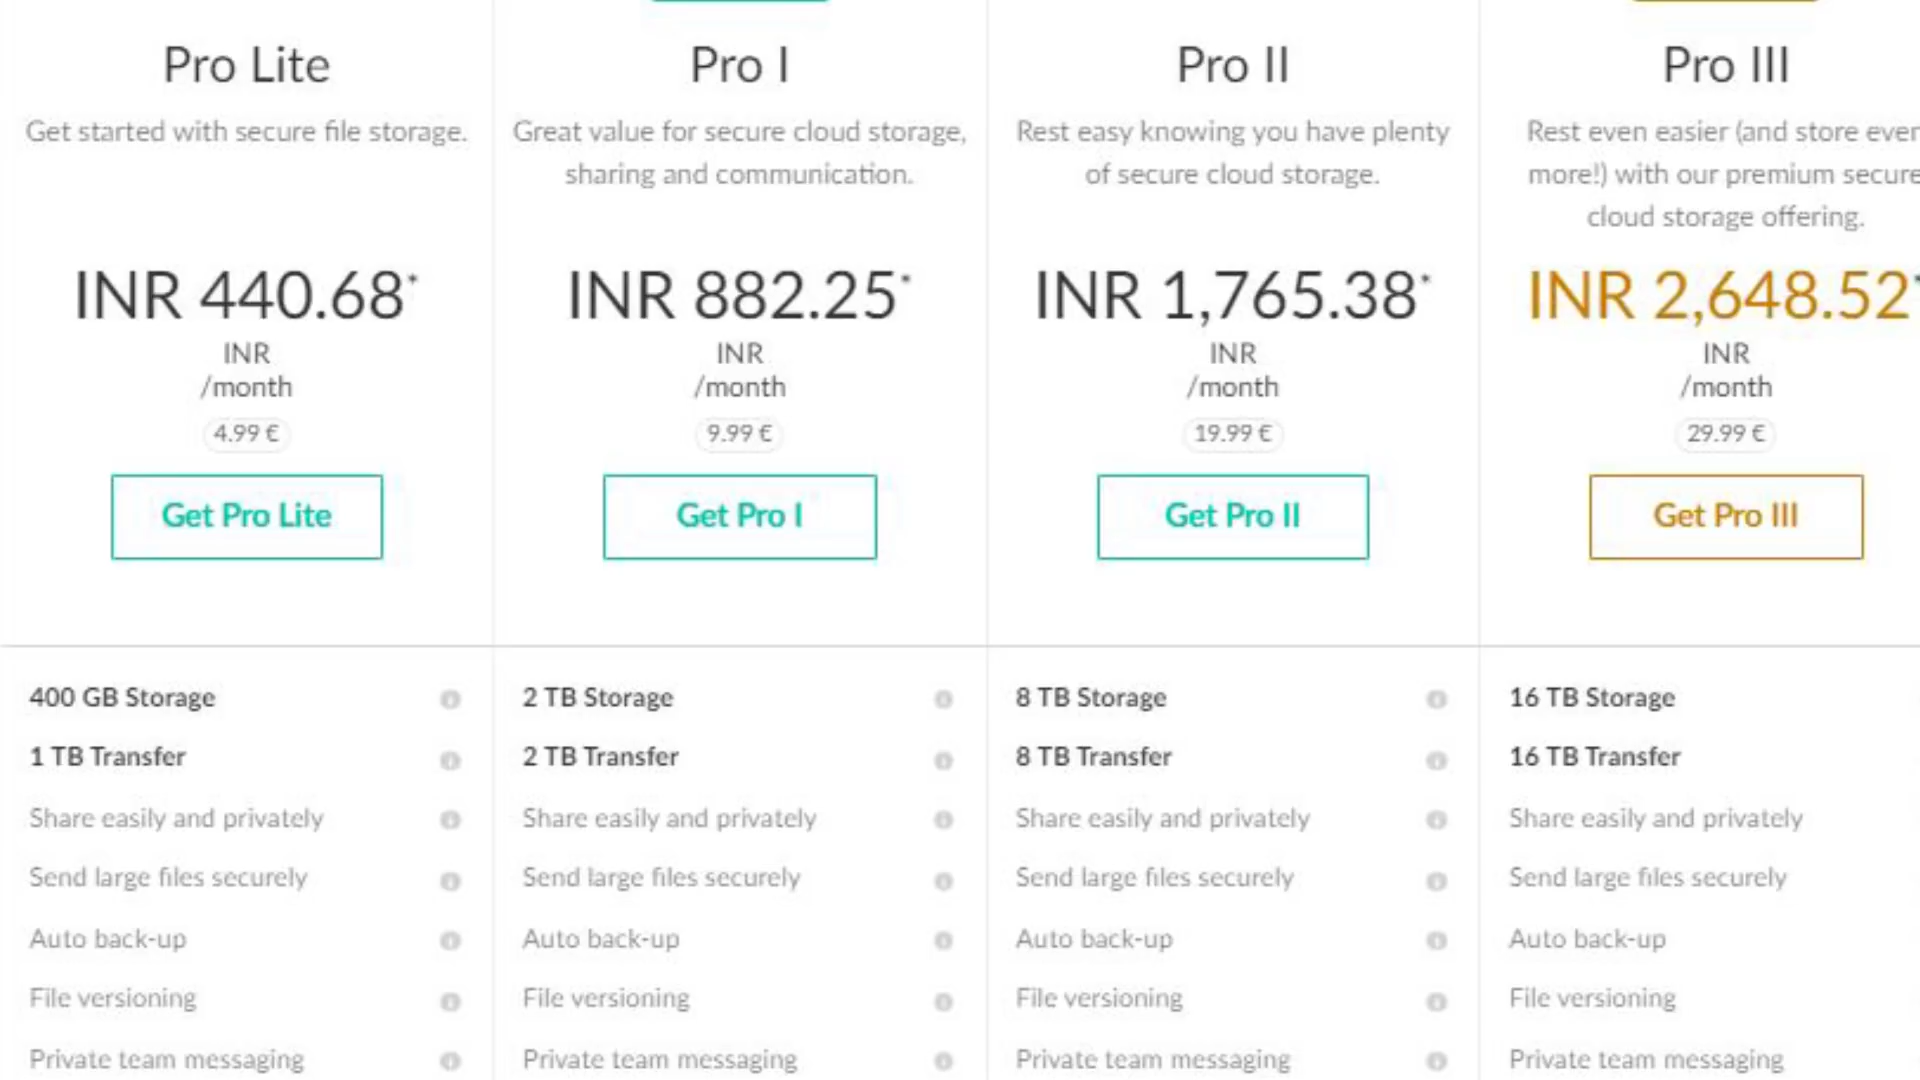 Pro Lite
Get started with secure file storage.
INR 440.68*
INR
/month
4.99 €
Get Pro Lite
400 GB Storage
1 TB Transfer
Share easily and privately
Send large files securely
Auto back-up
File versioning
Private team messaging
Pro I
Great value for secure cloud storage,
sharing and communication.
INR 882.25*
INR
/month
9.99 €
Get Pro I
2 TB Storage
2 TB Transfer
Share easily and privately
Send large files securely
Auto back-up
File versioning
Private team messaging
Pro II
Rest easy knowing you have plenty
of secure cloud storage.
INR 1,765.38*
INR
/month
19.99 €
Get Pro II
8 TB Storage
8 TB Transfer
Share easily and privately
Send large files securely
Auto back-up
File versioning
Private team messaging
Pro III
Rest even easier (and store even
more!) with our premium secure
cloud storage offering.
INR 2,648.52*
INR
/month
29.99 €
Get Pro III
16 TB Storage
16 TB Transfer
Share easily and privately
Send large files securely
Auto back-up
File versioning
Private team messaging